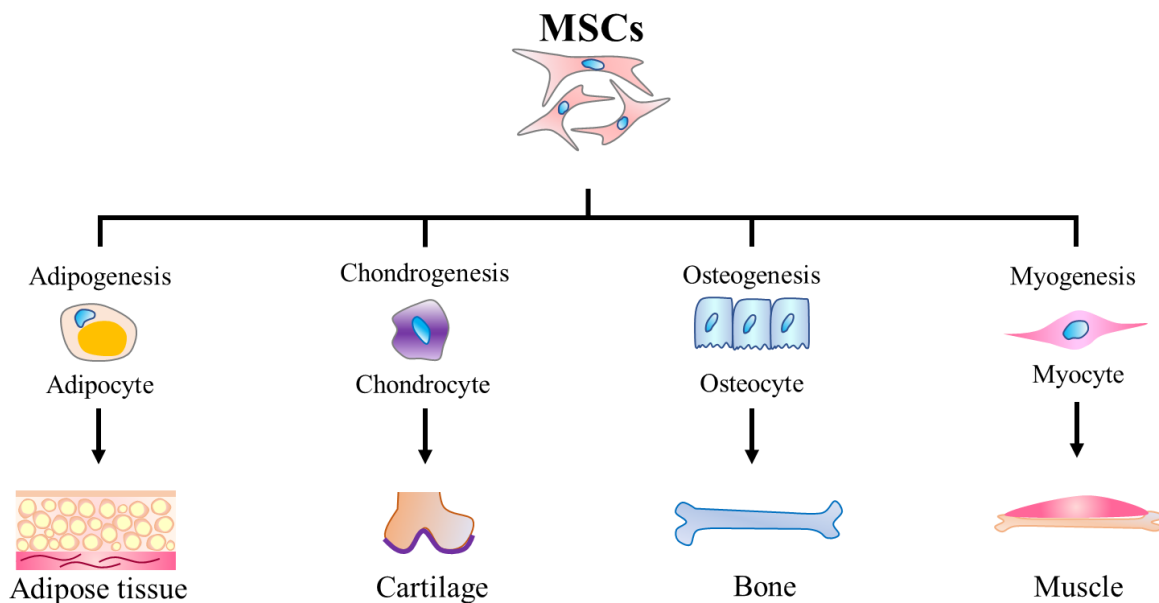 MSCs
Adipogenesis
Chondrogenesis
Osteogenesis
Myogenesis
Adipocyte
Chondrocyte
Osteocyte
Myocyte
Adipose tissue
Cartilage
Bone
Muscle